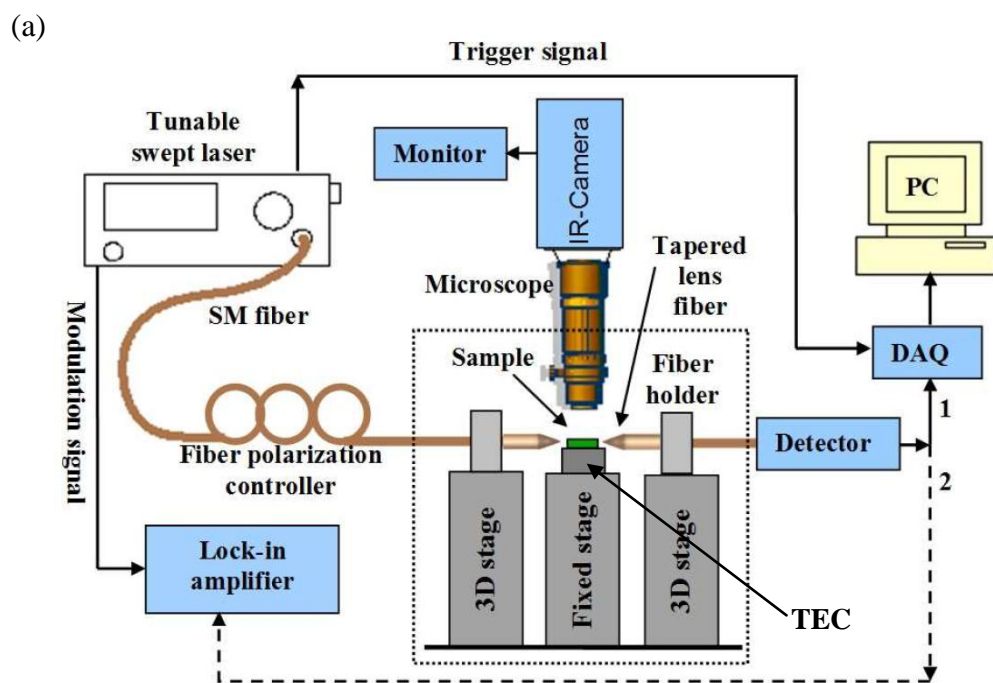 (a)
Trigger signal
Tunable
swept laser
Monitor
IR-Camera
PC
Tapered
lens
fiber
Microscope
SM fiber
Modulation signal
Sample
Fiber
holder
DAQ
1
Detector
2
Fiber polarization
controller
Lock-in
amplifier
3D stage
Fixed stage
3D stage
TEC